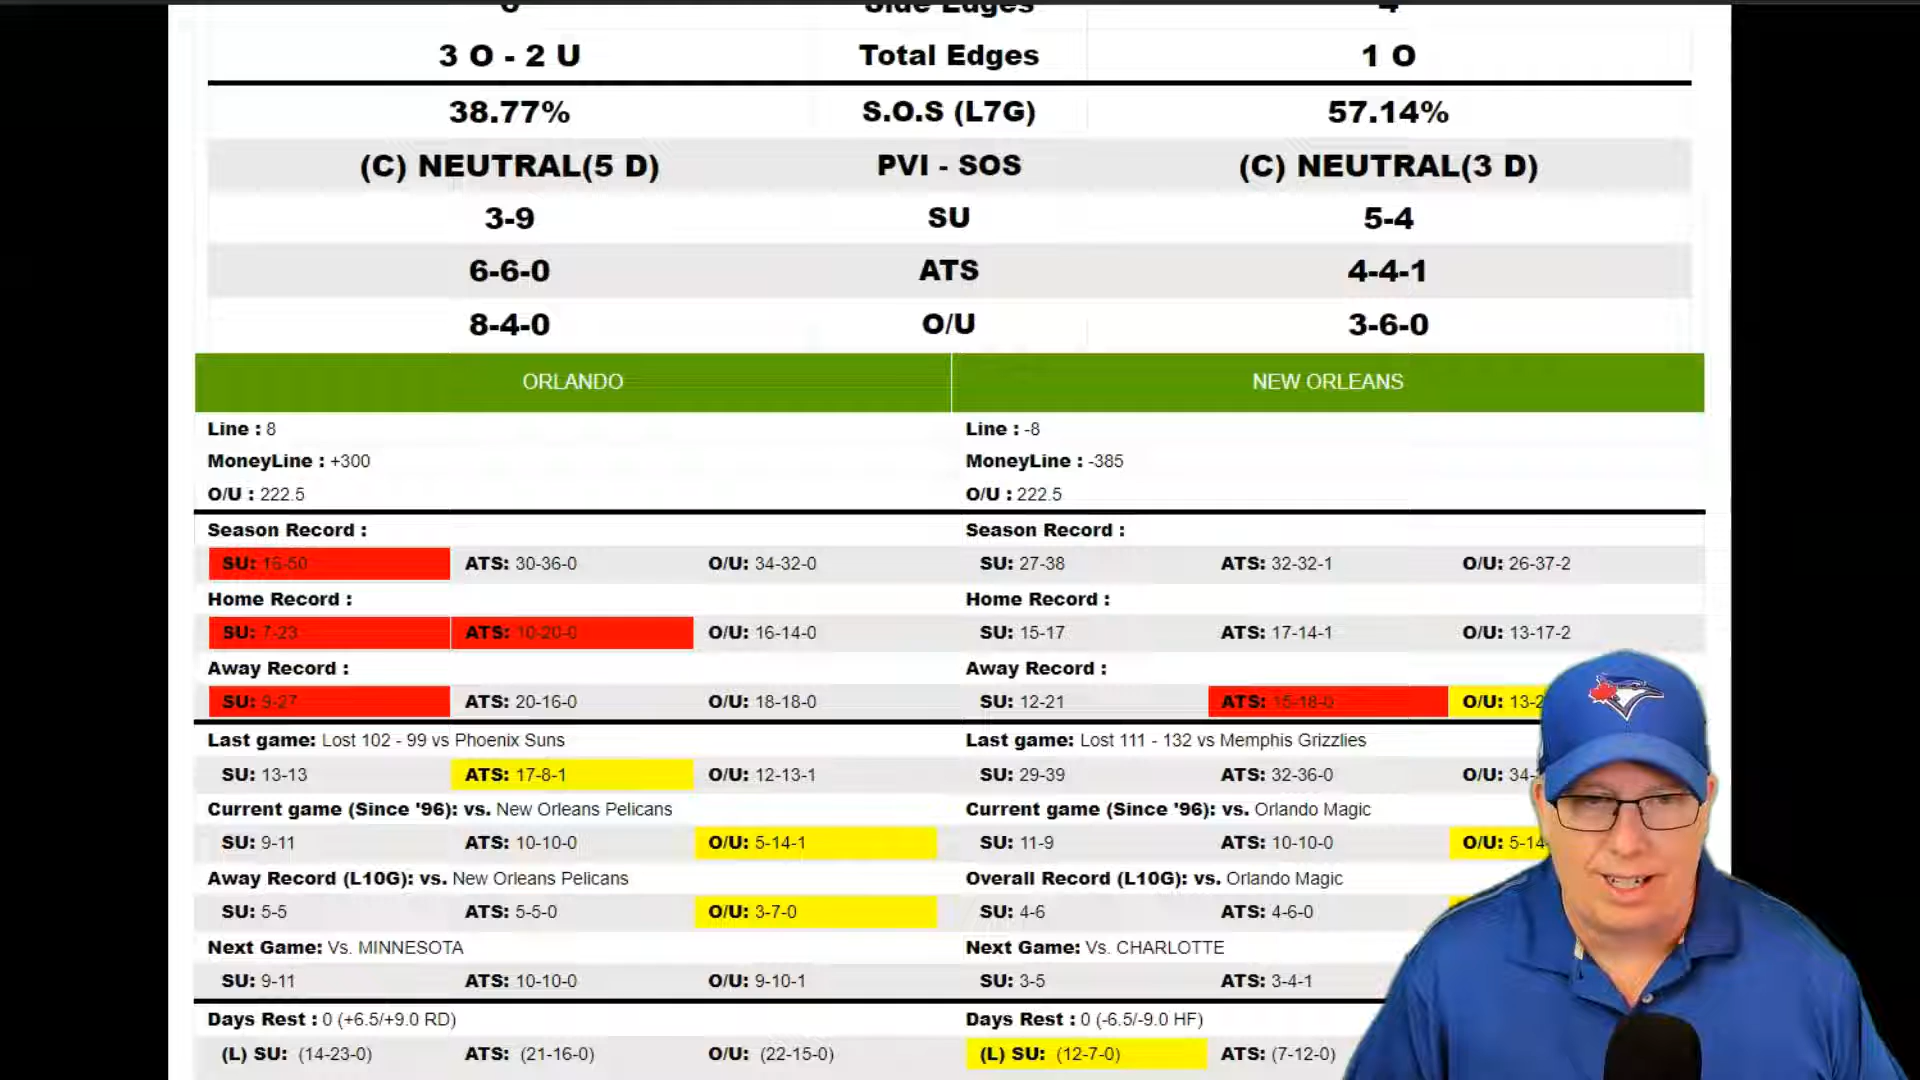 Side Edges 4
3 O - 2 U Total Edges 1 O
38.77% S.O.S (L7G) 57.14%
(C) NEUTRAL(5 D) PVI - SOS (C) NEUTRAL(3 D)
3-9 SU 5-4
6-6-0 ATS 4-4-1
8-4-0 O/U 3-6-0
ORLANDO NEW ORLEANS
Line : 8 Line : -8
MoneyLine : +300 MoneyLine : -385
O/U : 222.5 O/U : 222.5
Season Record : Season Record :
SU: 16-50 ATS: 30-36-0 O/U: 34-32-0 SU: 27-38 ATS: 32-32-1 O/U: 26-37-2
Home Record : Home Record :
SU: 7-23 ATS: 10-20-0 O/U: 16-14-0 SU: 15-17 ATS: 17-14-1 O/U: 13-17-2
Away Record : Away Record :
SU: 9-27 ATS: 20-16-0 O/U: 18-18-0 SU: 12-21 ATS: 15-18-0 O/U: 13-2
Last game: Lost 102 - 99 vs Phoenix Suns Last game: Lost 111 - 132 vs Memphis Grizzlies
SU: 13-13 ATS: 17-8-1 O/U: 12-13-1 SU: 29-39 ATS: 32-36-0 O/U: 34-
Current game (Since '96): vs. New Orleans Pelicans Current game (Since '96): vs. Orlando Magic
SU: 9-11 ATS: 10-10-0 O/U: 5-14-1 SU: 11-9 ATS: 10-10-0 O/U: 5-14-
Away Record (L10G): vs. New Orleans Pelicans Overall Record (L10G): vs. Orlando Magic
SU: 5-5 ATS: 5-5-0 O/U: 3-7-0 SU: 4-6 ATS: 4-6-0
Next Game: Vs. MINNESOTA Next Game: Vs. CHARLOTTE
SU: 9-11 ATS: 10-10-0 O/U: 9-10-1 SU: 3-5 ATS: 3-4-1
Days Rest : 0 (+6.5/+9.0 RD) Days Rest : 0 (-6.5/-9.0 HF)
(L) SU: (14-23-0) ATS: (21-16-0) O/U: (22-15-0) (L) SU: (12-7-0) ATS: (7-12-0)